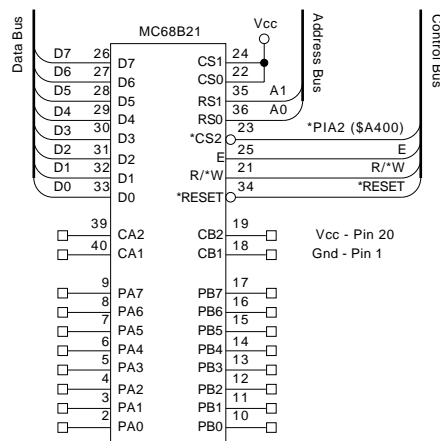 MC68B21
Vcc
Data Bus
Address Bus
Control Bus
D7 26 D7 CS1 24
D6 27 D6 CS0 22
D5 28 D5 RS1 35 A1
D4 29 D4 RS0 36 A0
D3 30 D3 *CS2 23 *PIA2 ($A400)
D2 31 D2 E 25 E
D1 32 D1 R/*W 21 R/*W
D0 33 D0 *RESET 34 *RESET
39 CA2 CB2 19 Vcc - Pin 20
40 CA1 CB1 18 Gnd - Pin 1
9 PA7 PB7 17
8 PA6 PB6 16
7 PA5 PB5 15
6 PA4 PB4 14
5 PA3 PB3 13
4 PA2 PB2 12
3 PA1 PB1 11
2 PA0 PB0 10